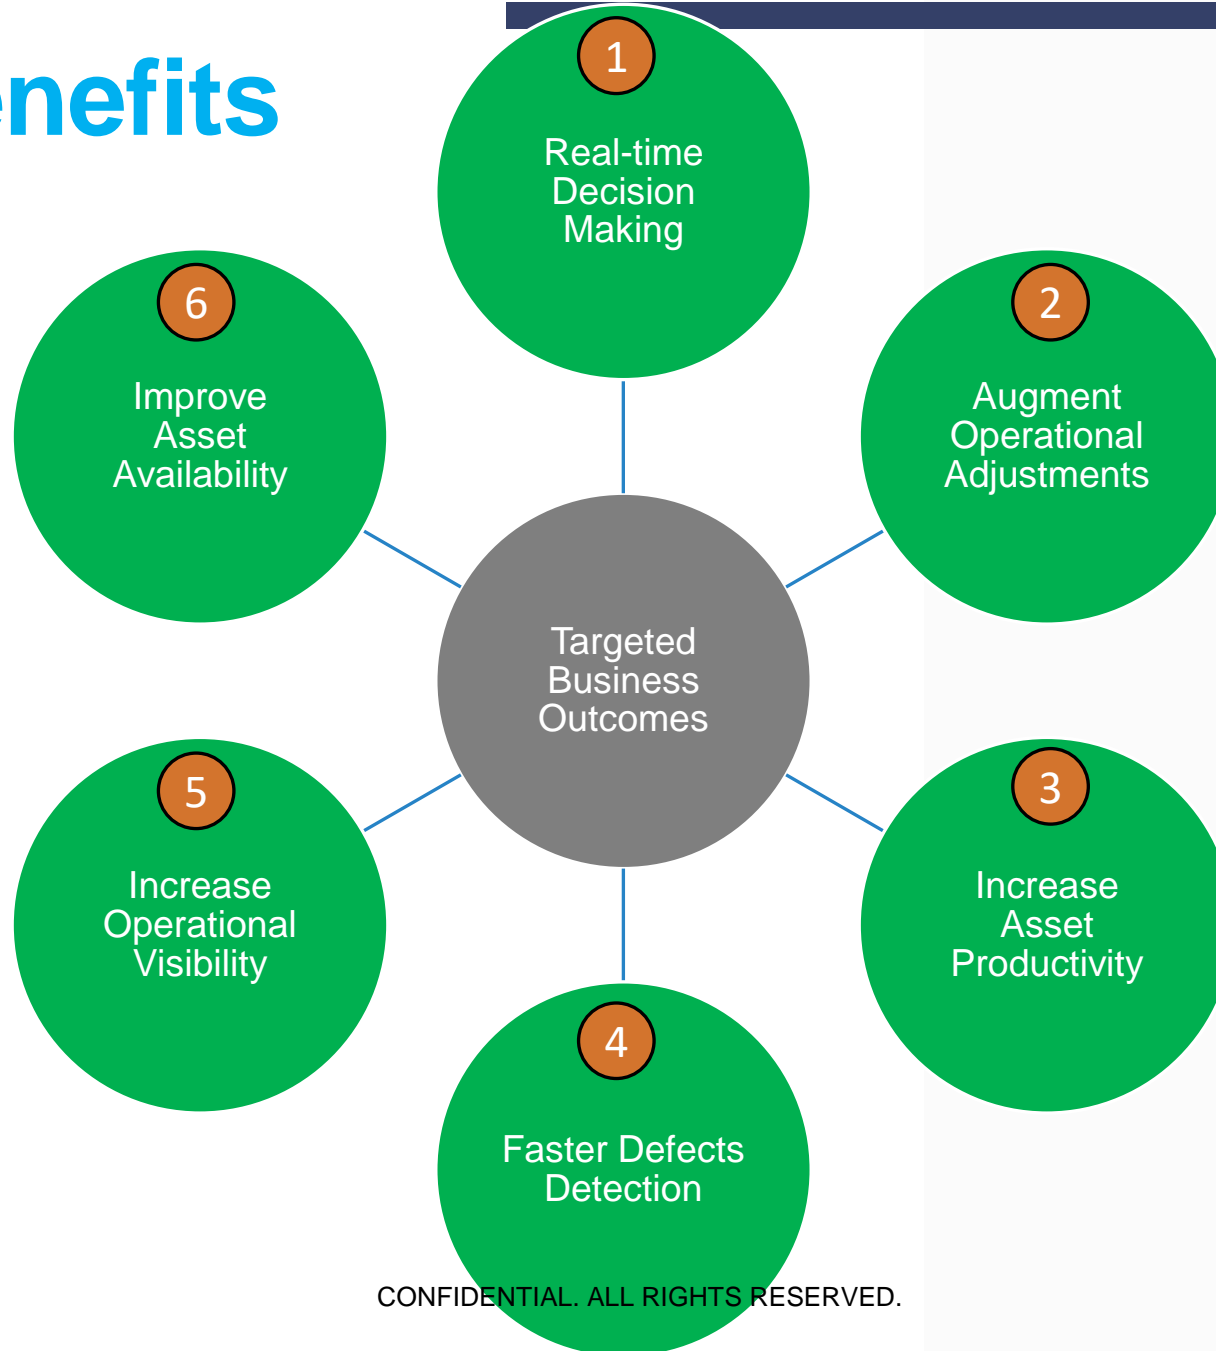 enefits
1
Real-time
Decision
Making
2
Augment
Operational
Adjustments
3
Increase
Asset
Productivity
4
Faster Defects
Detection
5
Increase
Operational
Visibility
6
Improve
Asset
Availability
Targeted
Business
Outcomes
CONFIDENTIAL. ALL RIGHTS RESERVED.